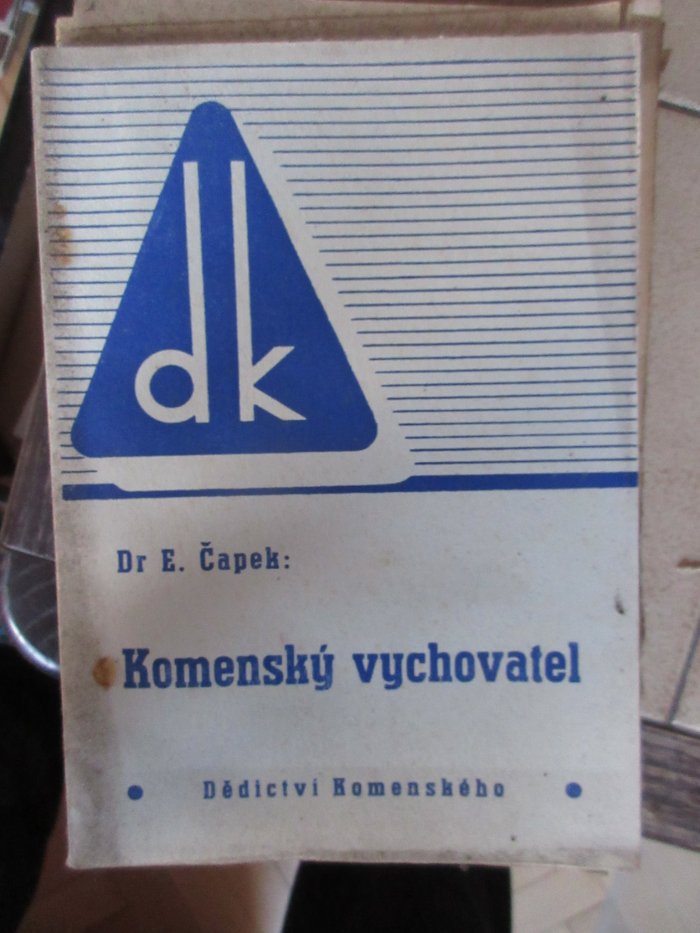 dk
Dr E. Čapek:
Komenský vychovatel
• Dědictví Komenského •